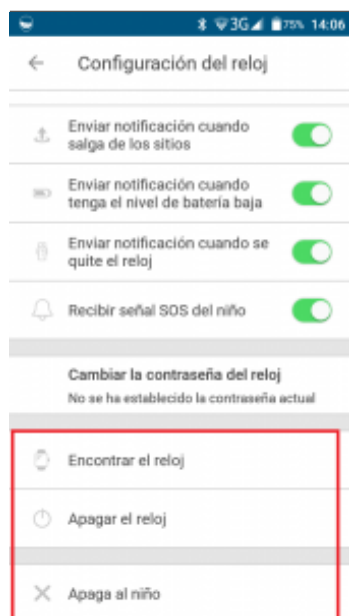 3G 75% 14:06
Configuración del reloj
Enviar notificación cuando
salga de los sitios
Enviar notificación cuando
tenga el nivel de batería baja
Enviar notificación cuando se
quite el reloj
Recibir señal SOS del niño
Cambiar la contraseña del reloj
No se ha establecido la contraseña actual
Encontrar el reloj
Apagar el reloj
Apaga al niño